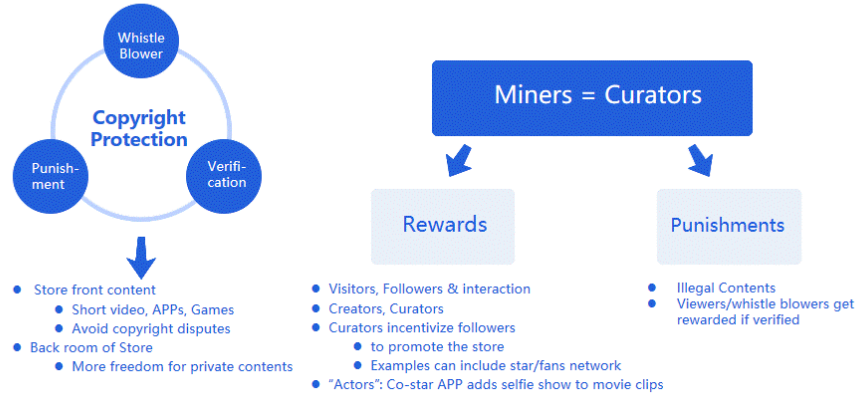 Whistle
Blower
Copyright
Protection
Punish-
ment
Verifi-
cation
Store front content
Short video, APPs, Games
Avoid copyright disputes
Back room of Store
More freedom for private contents
Miners = Curators
Rewards
Visitors, Followers & interaction
Creators, Curators
Curators incentivize followers
to promote the store
Examples can include star/fans network
“Actors”: Co-star APP adds selfie show to movie clips
Punishments
Illegal Contents
Viewers/whistle blowers get
rewarded if verified